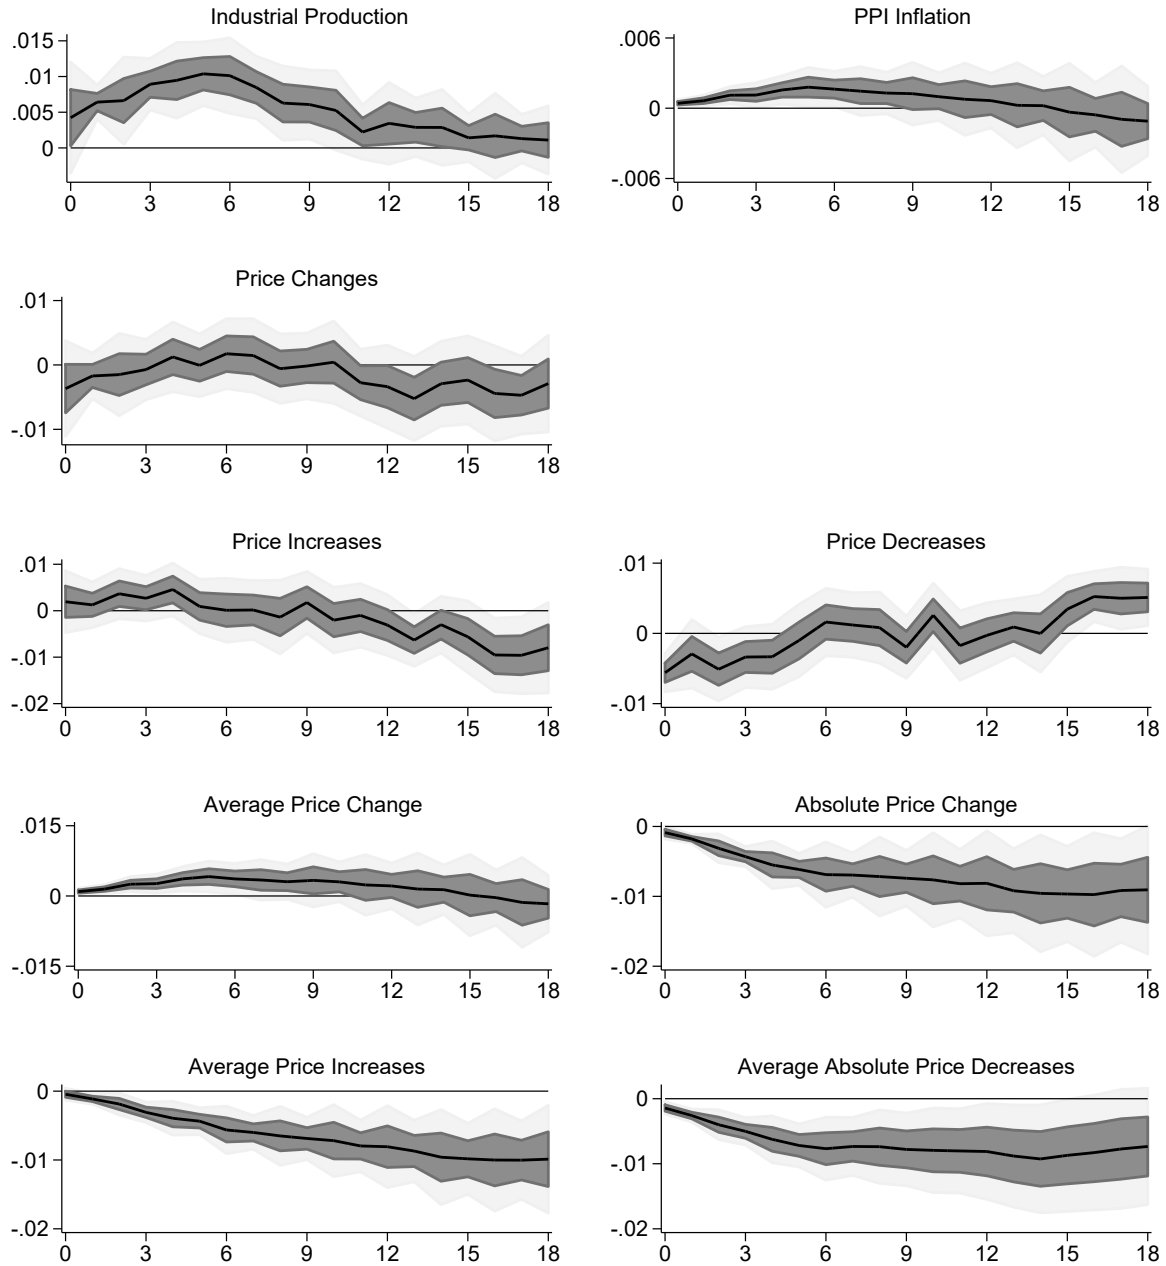 Industrial Production
.015
.01
.005
0
0 3 6 9 12 15 18
PPI Inflation
.006
0
-.006
0 3 6 9 12 15 18
Price Changes
.01
0
-.01
0 3 6 9 12 15 18
Price Increases
.01
0
-.01
-.02
0 3 6 9 12 15 18
Price Decreases
.01
0
-.01
0 3 6 9 12 15 18
Average Price Change
.015
0
-.015
0 3 6 9 12 15 18
Absolute Price Change
0
-.01
-.02
0 3 6 9 12 15 18
Average Price Increases
0
-.01
-.02
0 3 6 9 12 15 18
Average Absolute Price Decreases
0
-.01
-.02
0 3 6 9 12 15 18